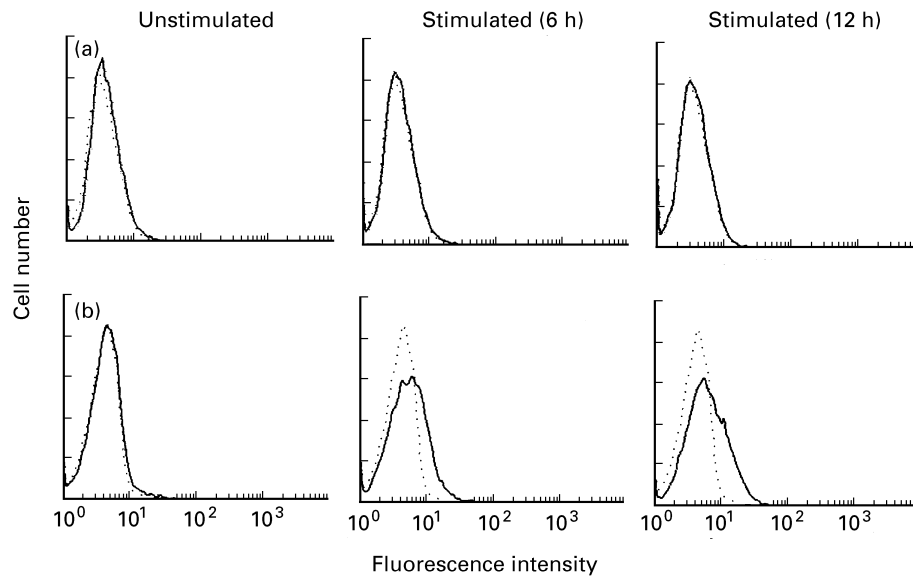 Unstimulated Stimulated (6 h) Stimulated (12 h)
(a)
(b)
Cell number
10⁰ 10¹ 10² 10³ 10⁰ 10¹ 10² 10³ 10⁰ 10¹ 10² 10³
Fluorescence intensity